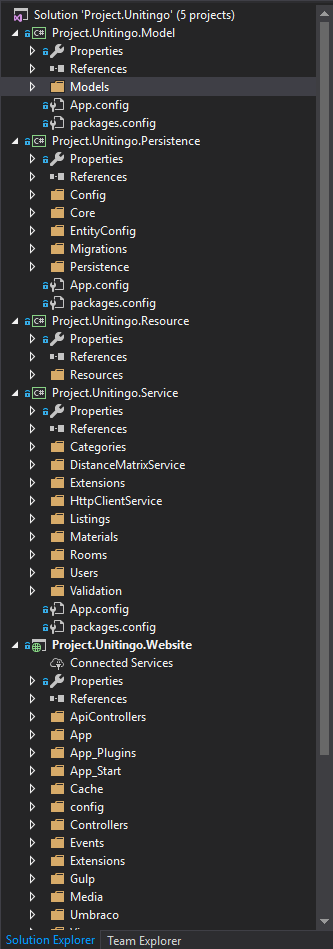 Solution 'Project.Unitingo' (5 projects)
C# Project.Unitingo.Model
Properties
References
Models
App.config
packages.config
C# Project.Unitingo.Persistence
Properties
References
Config
Core
EntityConfig
Migrations
Persistence
App.config
packages.config
C# Project.Unitingo.Resource
Properties
References
Resources
C# Project.Unitingo.Service
Properties
References
Categories
DistanceMatrixService
Extensions
HttpClientService
Listings
Materials
Rooms
Users
Validation
App.config
packages.config
Project.Unitingo.Website
Connected Services
Properties
References
ApiControllers
App
App_Plugins
App_Start
Cache
config
Controllers
Events
Extensions
Gulp
Media
Umbraco
Solution Explorer Team Explorer